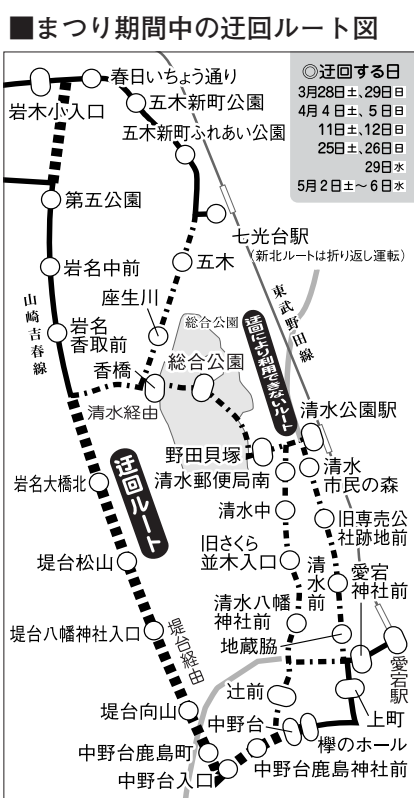 ■まつり期間中の迂回ルート図
◎迂回する日
3月28日土、29日日
4月4日土、5日日
11日土、12日日
25日土、26日日
29日水
5月2日土〜6日水
春日いちょう通り
岩木小入口
五木新町公園
五木新町ふれあい公園
第五公園
七光台駅
(新北ルートは折り返し運転)
五木
岩名中前
座生川
東武野田線
山崎吉春線
岩名
香取前
総合公園
迂回により利用できないルート
香橋
総合公園
清水経由
清水公園駅
野田貝塚
清水郵便局南
清水
市民の森
岩名大橋北
迂回ルート
清水中
旧専売公
社跡地前
旧さくら
並木入口
堤台松山
清水前
愛宕
神社前
清水八幡
神社前
堤台八幡神社入口
堤台経由
地蔵脇
愛宕駅
辻前
堤台向山
上町
中野台
欅のホール
中野台鹿島町
中野台鹿島神社前
中野台入口